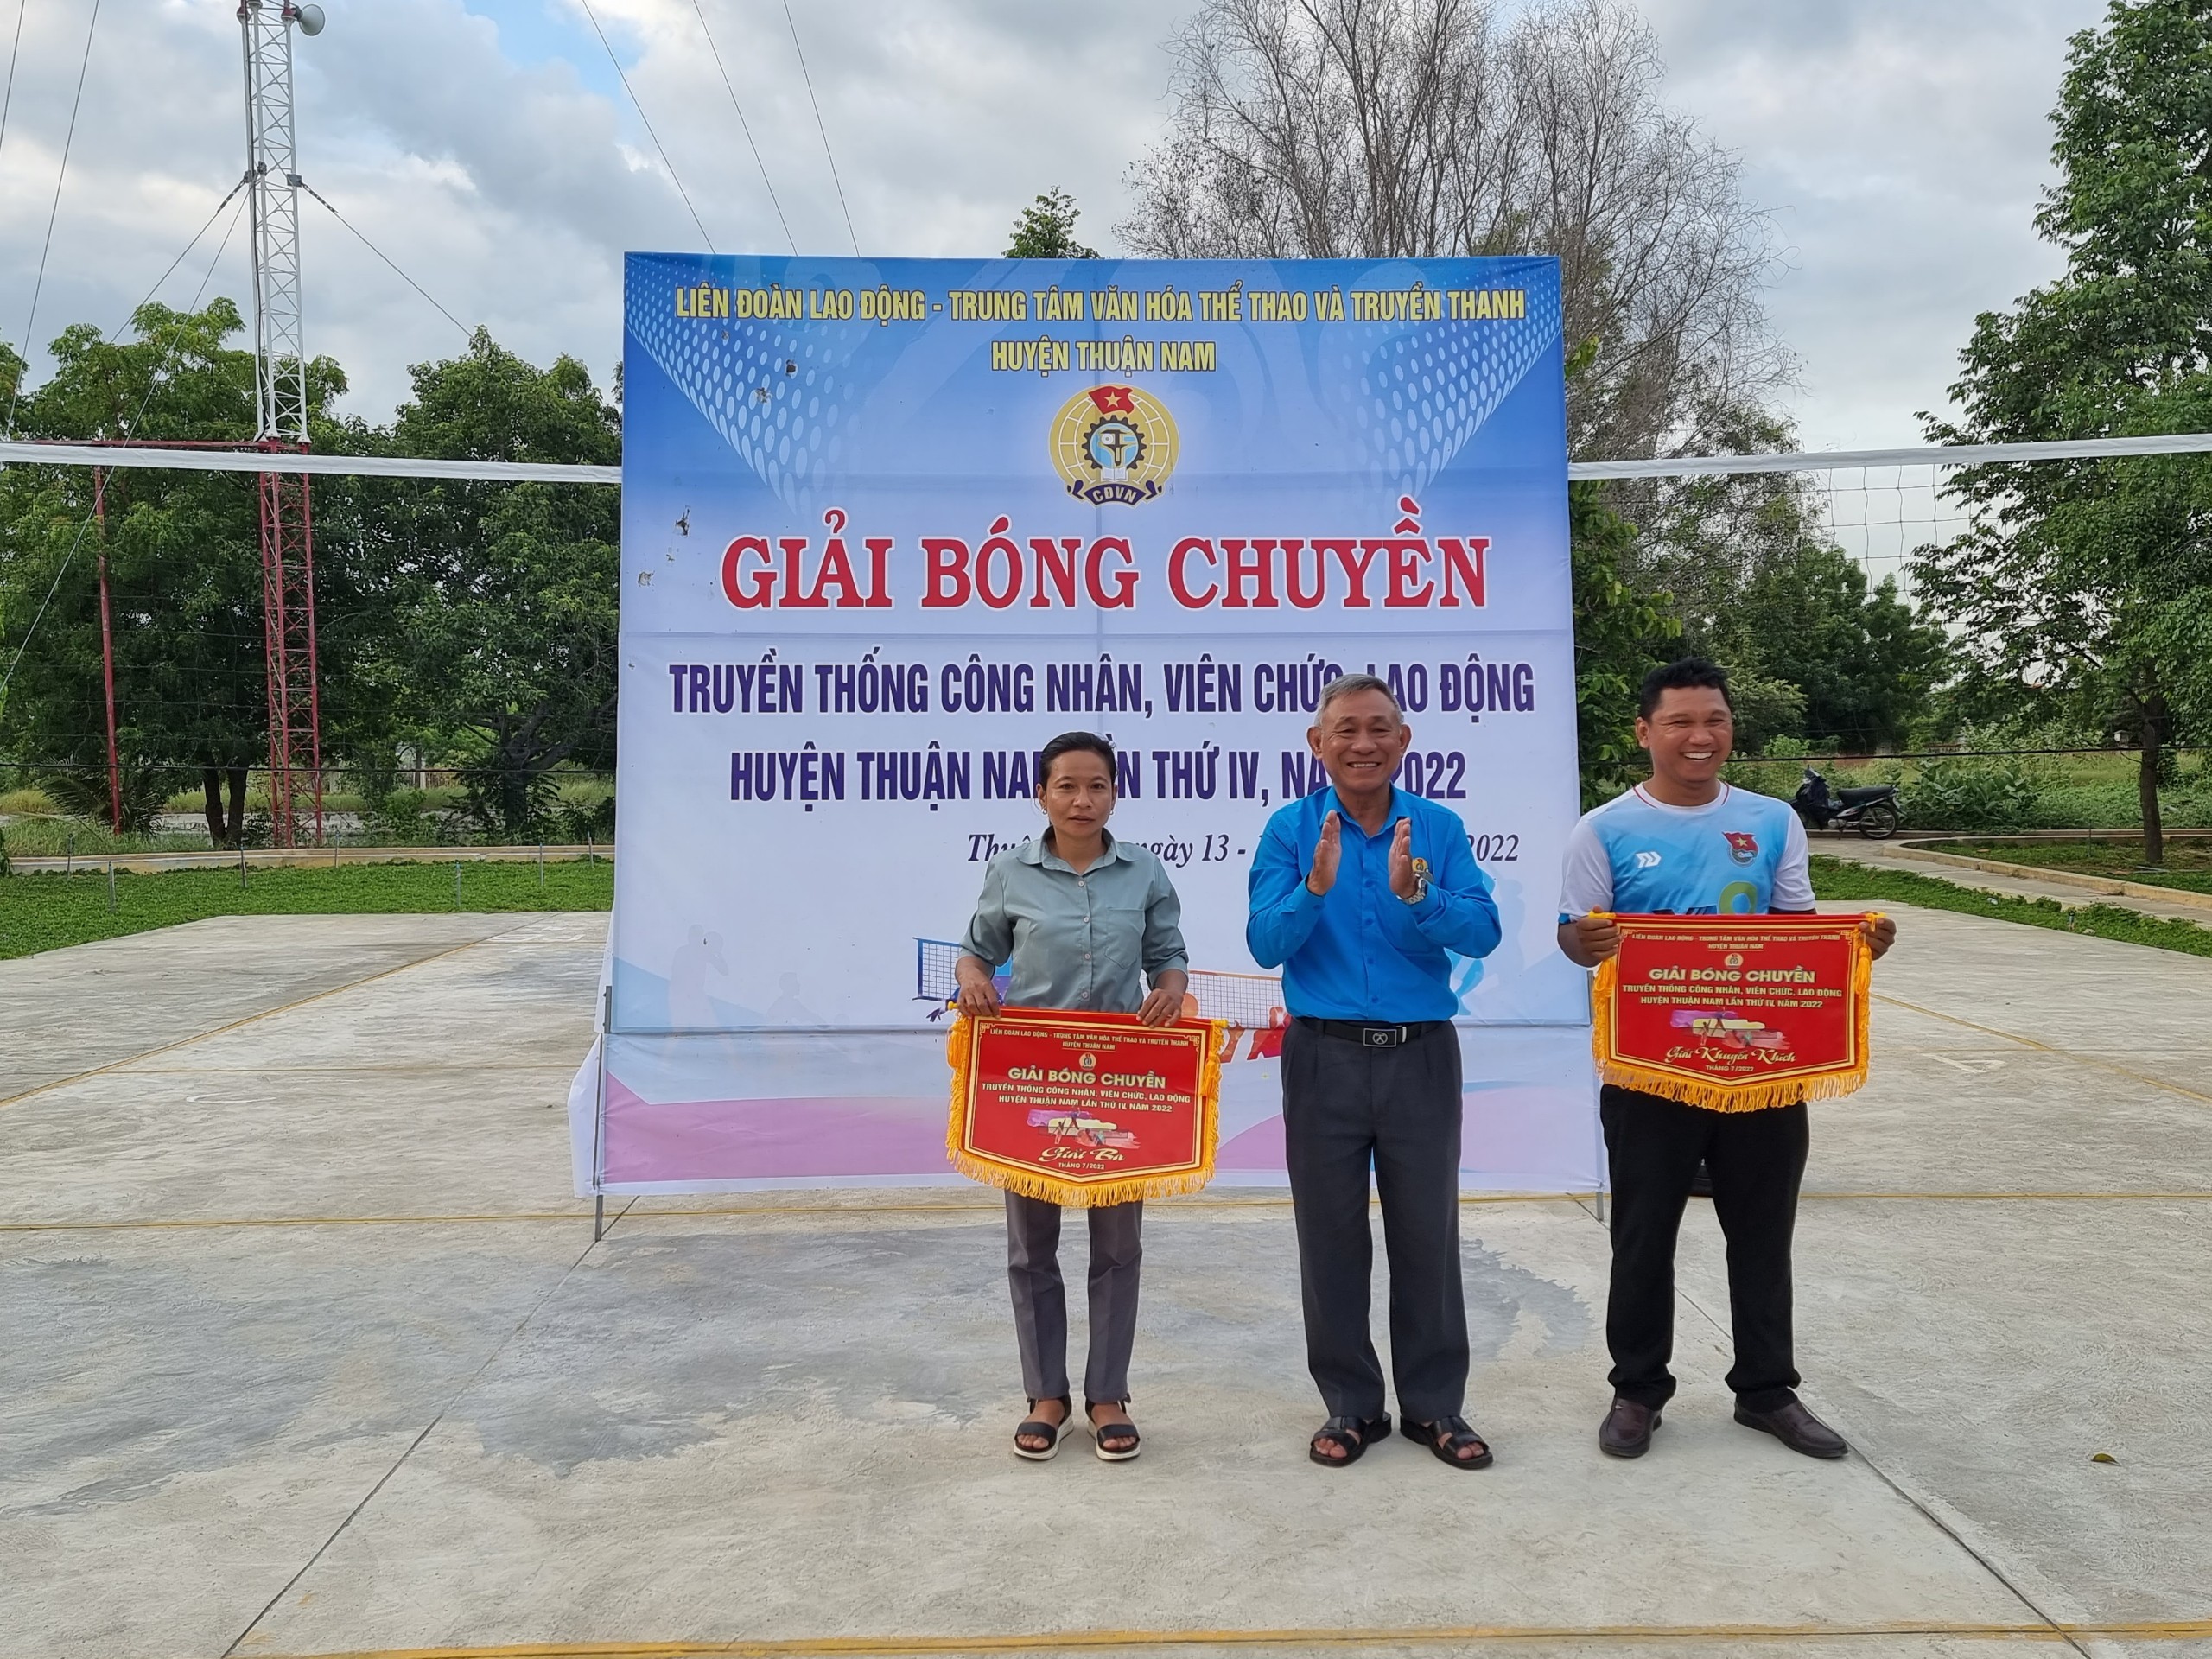 LIÊN ĐOÀN LAO ĐỘNG - TRUNG TÂM VĂN HÓA THỂ THAO VÀ TRUYỀN THANH
HUYỆN THUẬN NAM
CĐVN
GIẢI BÓNG CHUYỀN
TRUYỀN THỐNG CÔNG NHÂN, VIÊN CHỨC, LAO ĐỘNG
HUYỆN THUẬN NAM LẦN THỨ IV, NĂM 2022
ngày 13 - 2022
LIÊN ĐOÀN LAO ĐỘNG - TRUNG TÂM VĂN HÓA THỂ THAO VÀ TRUYỀN THANH
HUYỆN THUẬN NAM
GIẢI BÓNG CHUYỀN
TRUYỀN THỐNG CÔNG NHÂN, VIÊN CHỨC, LAO ĐỘNG
HUYỆN THUẬN NAM LẦN THỨ IV, NĂM 2022
Giải Ba
THÁNG 7/2022
LIÊN ĐOÀN LAO ĐỘNG - TRUNG TÂM VĂN HÓA THỂ THAO VÀ TRUYỀN THANH
HUYỆN THUẬN NAM
GIẢI BÓNG CHUYỀN
TRUYỀN THỐNG CÔNG NHÂN, VIÊN CHỨC, LAO ĐỘNG
HUYỆN THUẬN NAM LẦN THỨ IV, NĂM 2022
Giải Khuyến Khích
THÁNG 7/2022